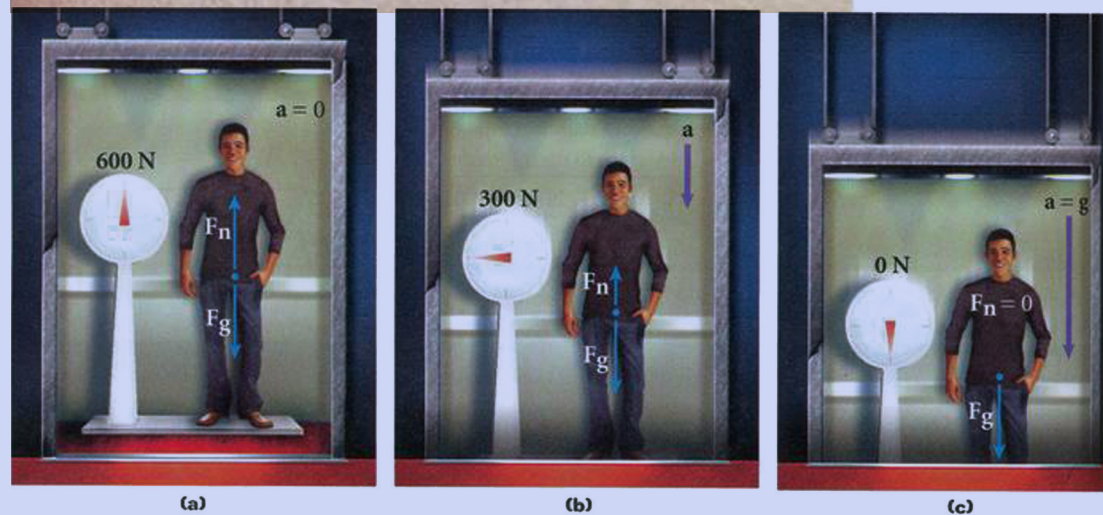 a = 0
600 N
Fn
Fg
(a)
a
300 N
Fn
Fg
(b)
a = g
0 N
Fn = 0
Fg
(c)